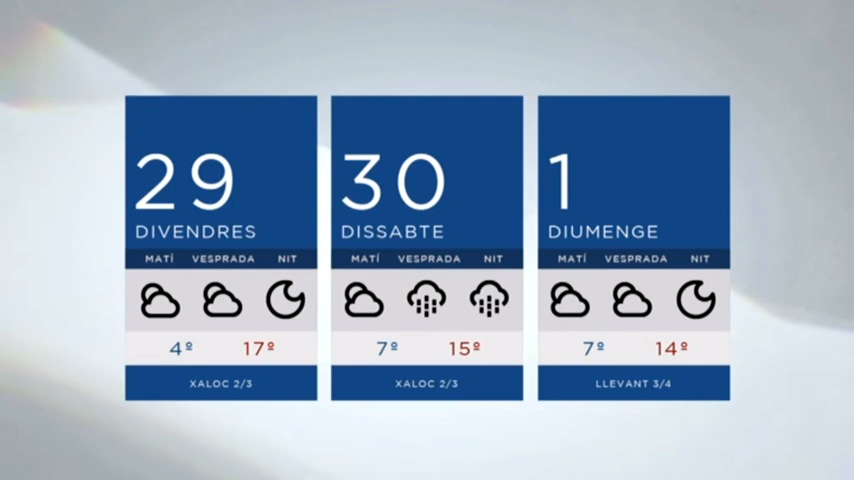 29
DIVENDRES
MATÍ VESPRADA NIT
4º 17º
XALOC 2/3
30
DISSABTE
MATÍ VESPRADA NIT
7º 15º
XALOC 2/3
1
DIUMENGE
MATÍ VESPRADA NIT
7º 14º
LLEVANT 3/4